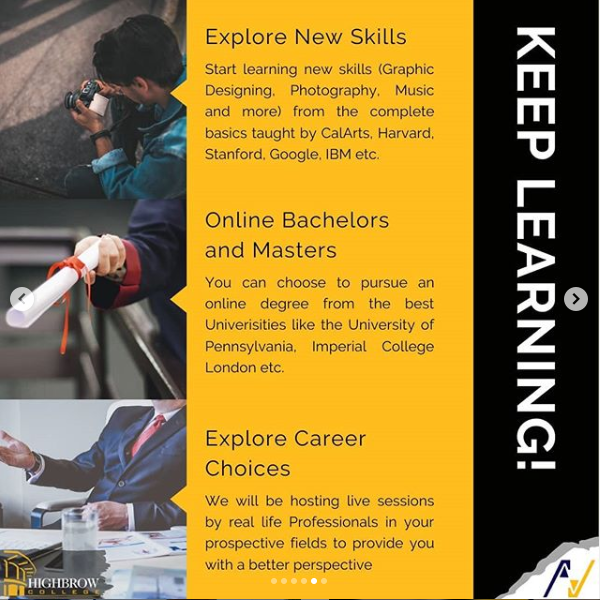 Explore New Skills
Start learning new skills (Graphic
Designing, Photography, Music
and more) from the complete
basics taught by CalArts, Harvard,
Stanford, Google, IBM etc.
Online Bachelors
and Masters
You can choose to pursue an
online degree from the best
Univerisities like the University of
Pennsylvania, Imperial College
London etc.
Explore Career
Choices
We will be hosting live sessions
by real life Professionals in your
prospective fields to provide you
with a better perspective
KEEP LEARNING!
HIGHBROW
COLLEGE